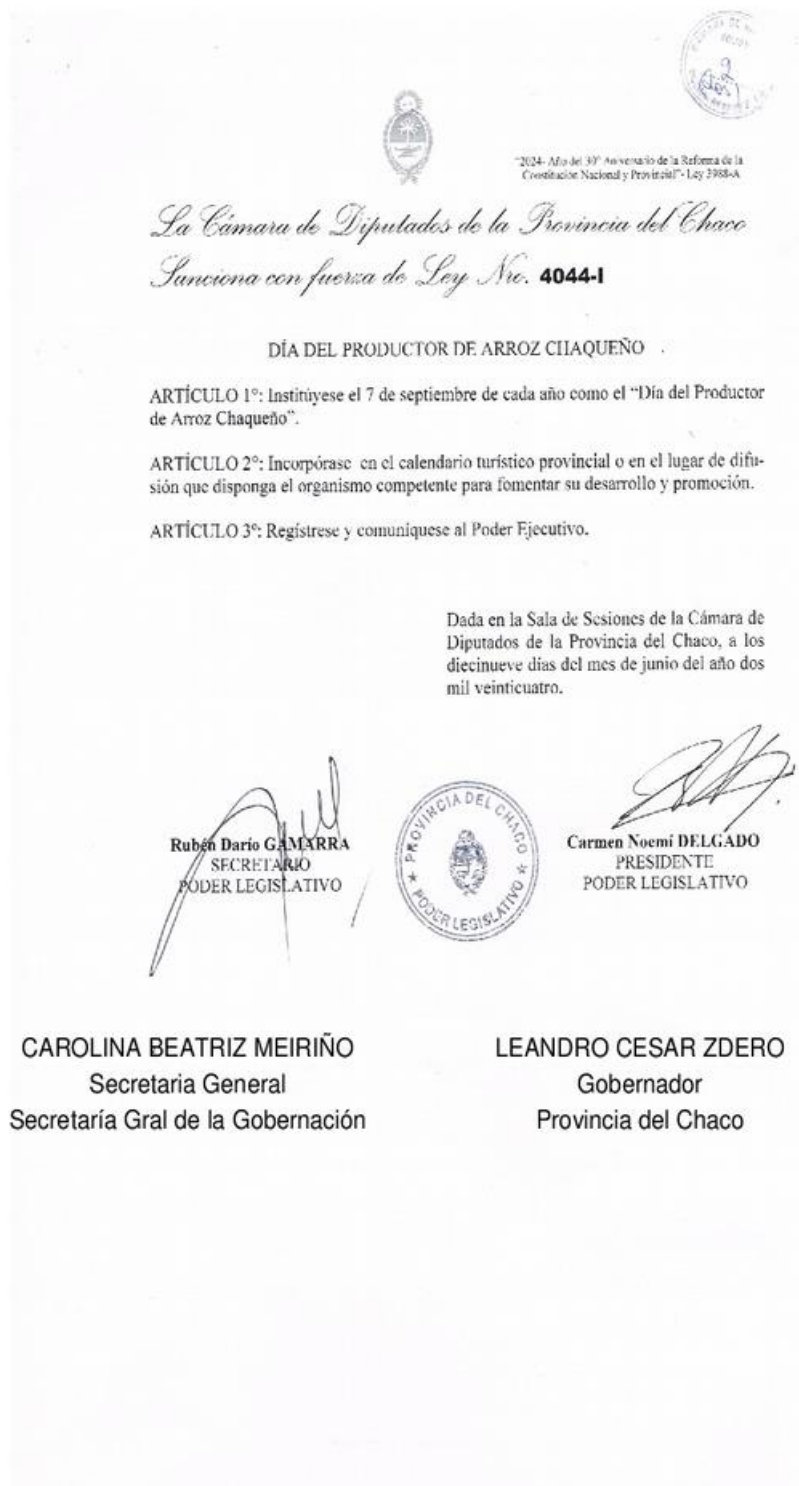 2
(dos)
"2024- Año del 30° Aniversario de la Reforma de la
Constitución Nacional y Provincial"- Ley 3988-A
La Cámara de Diputados de la Provincia del Chaco
Sanciona con fuerza de Ley Nro. 4044-I
DÍA DEL PRODUCTOR DE ARROZ CHAQUEÑO
ARTÍCULO 1°: Institúyese el 7 de septiembre de cada año como el “Día del Productor
de Arroz Chaqueño”.
ARTÍCULO 2°: Incorpórase en el calendario turístico provincial o en el lugar de difu-
sión que disponga el organismo competente para fomentar su desarrollo y promoción.
ARTÍCULO 3°: Regístrese y comuníquese al Poder Ejecutivo.
Dada en la Sala de Sesiones de la Cámara de
Diputados de la Provincia del Chaco, a los
diecinueve días del mes de junio del año dos
mil veinticuatro.
Rubén Darío GAMARRA
SECRETARIO
PODER LEGISLATIVO
PROVINCIA DEL CHACO
PODER LEGISLATIVO
Carmen Noemí DELGADO
PRESIDENTE
PODER LEGISLATIVO
CAROLINA BEATRIZ MEIRIÑO
Secretaria General
Secretaría Gral de la Gobernación
LEANDRO CESAR ZDERO
Gobernador
Provincia del Chaco